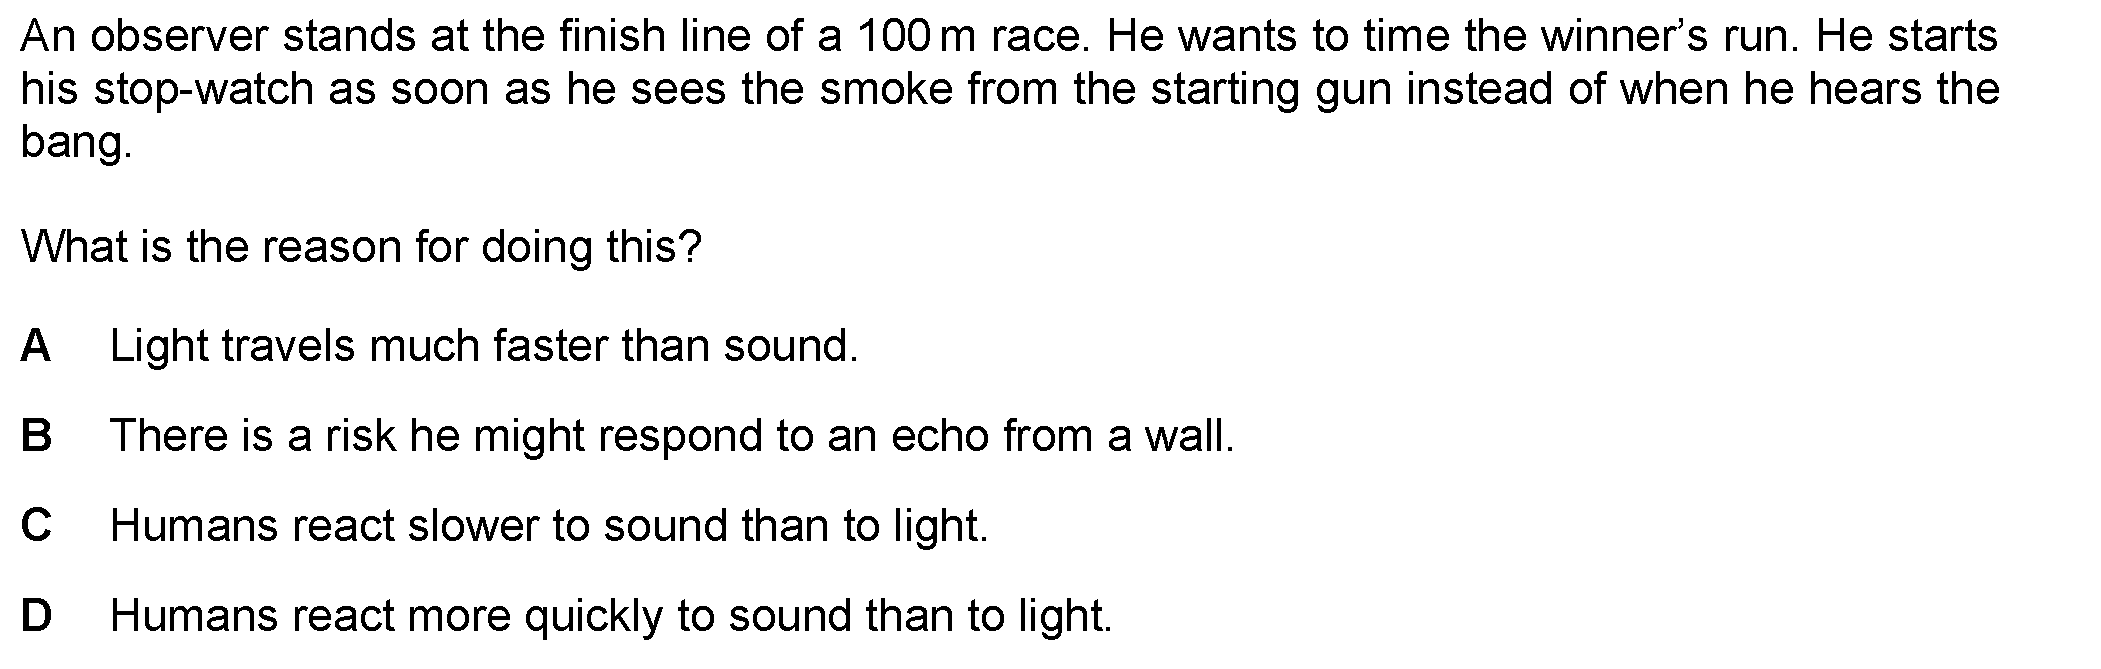 An observer stands at the finish line of a 100 m race. He wants to time the winner’s run. He starts
his stop-watch as soon as he sees the smoke from the starting gun instead of when he hears the
bang.
What is the reason for doing this?
A Light travels much faster than sound.
B There is a risk he might respond to an echo from a wall.
C Humans react slower to sound than to light.
D Humans react more quickly to sound than to light.